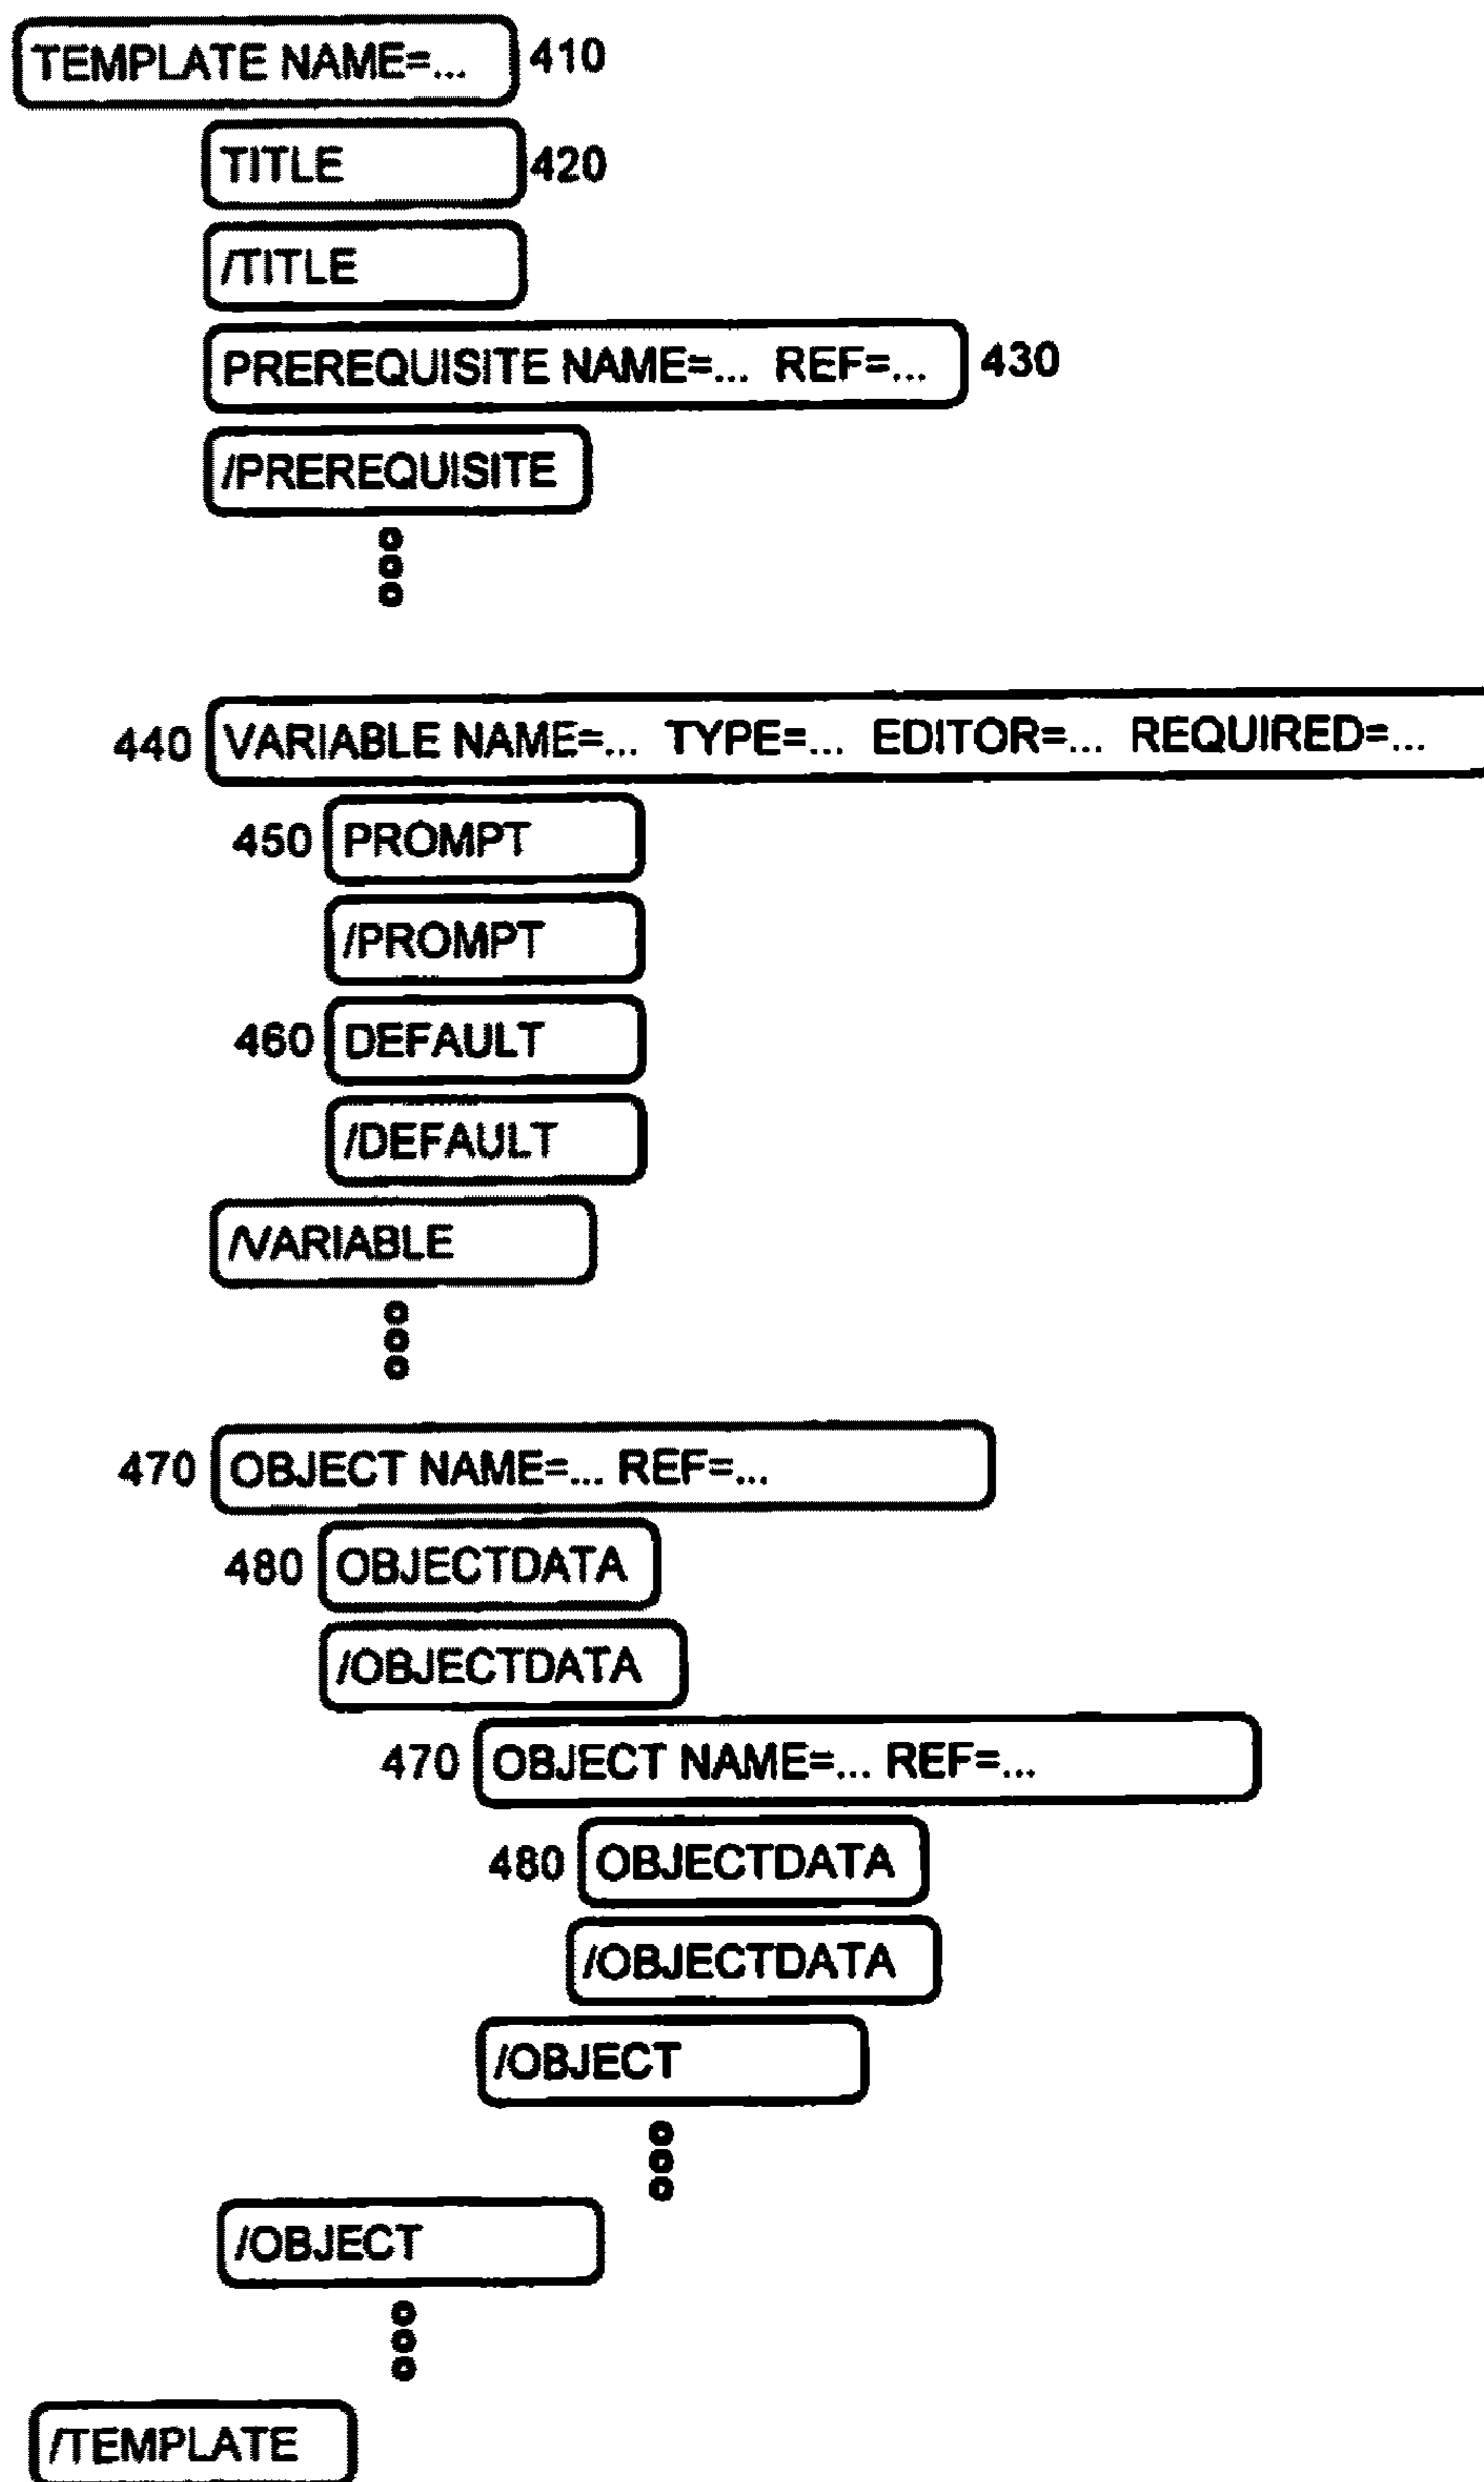 TEMPLATE NAME=... 410
TITLE 420
/TITLE
PREREQUISITE NAME=... REF=... 430
/PREREQUISITE
440 VARIABLE NAME=... TYPE=... EDITOR=... REQUIRED=...
450 PROMPT
/PROMPT
460 DEFAULT
/DEFAULT
/VARIABLE
470 OBJECT NAME=... REF=...
480 OBJECTDATA
/OBJECTDATA
470 OBJECT NAME=... REF=...
480 OBJECTDATA
/OBJECTDATA
/OBJECT
/OBJECT
/TEMPLATE